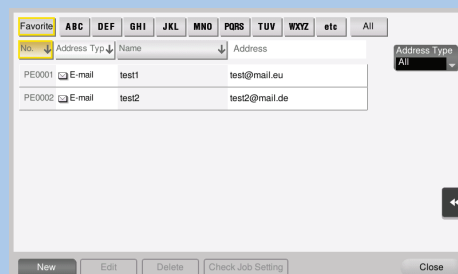 Favorite ABC DEF GHI JKL MNO PQRS TUV WXYZ etc All
No. Address Typ Name Address
Address Type
All
PE0001 E-mail test1 test@mail.eu
PE0002 E-mail test2 test2@mail.de
New Edit Delete Check Job Setting Close